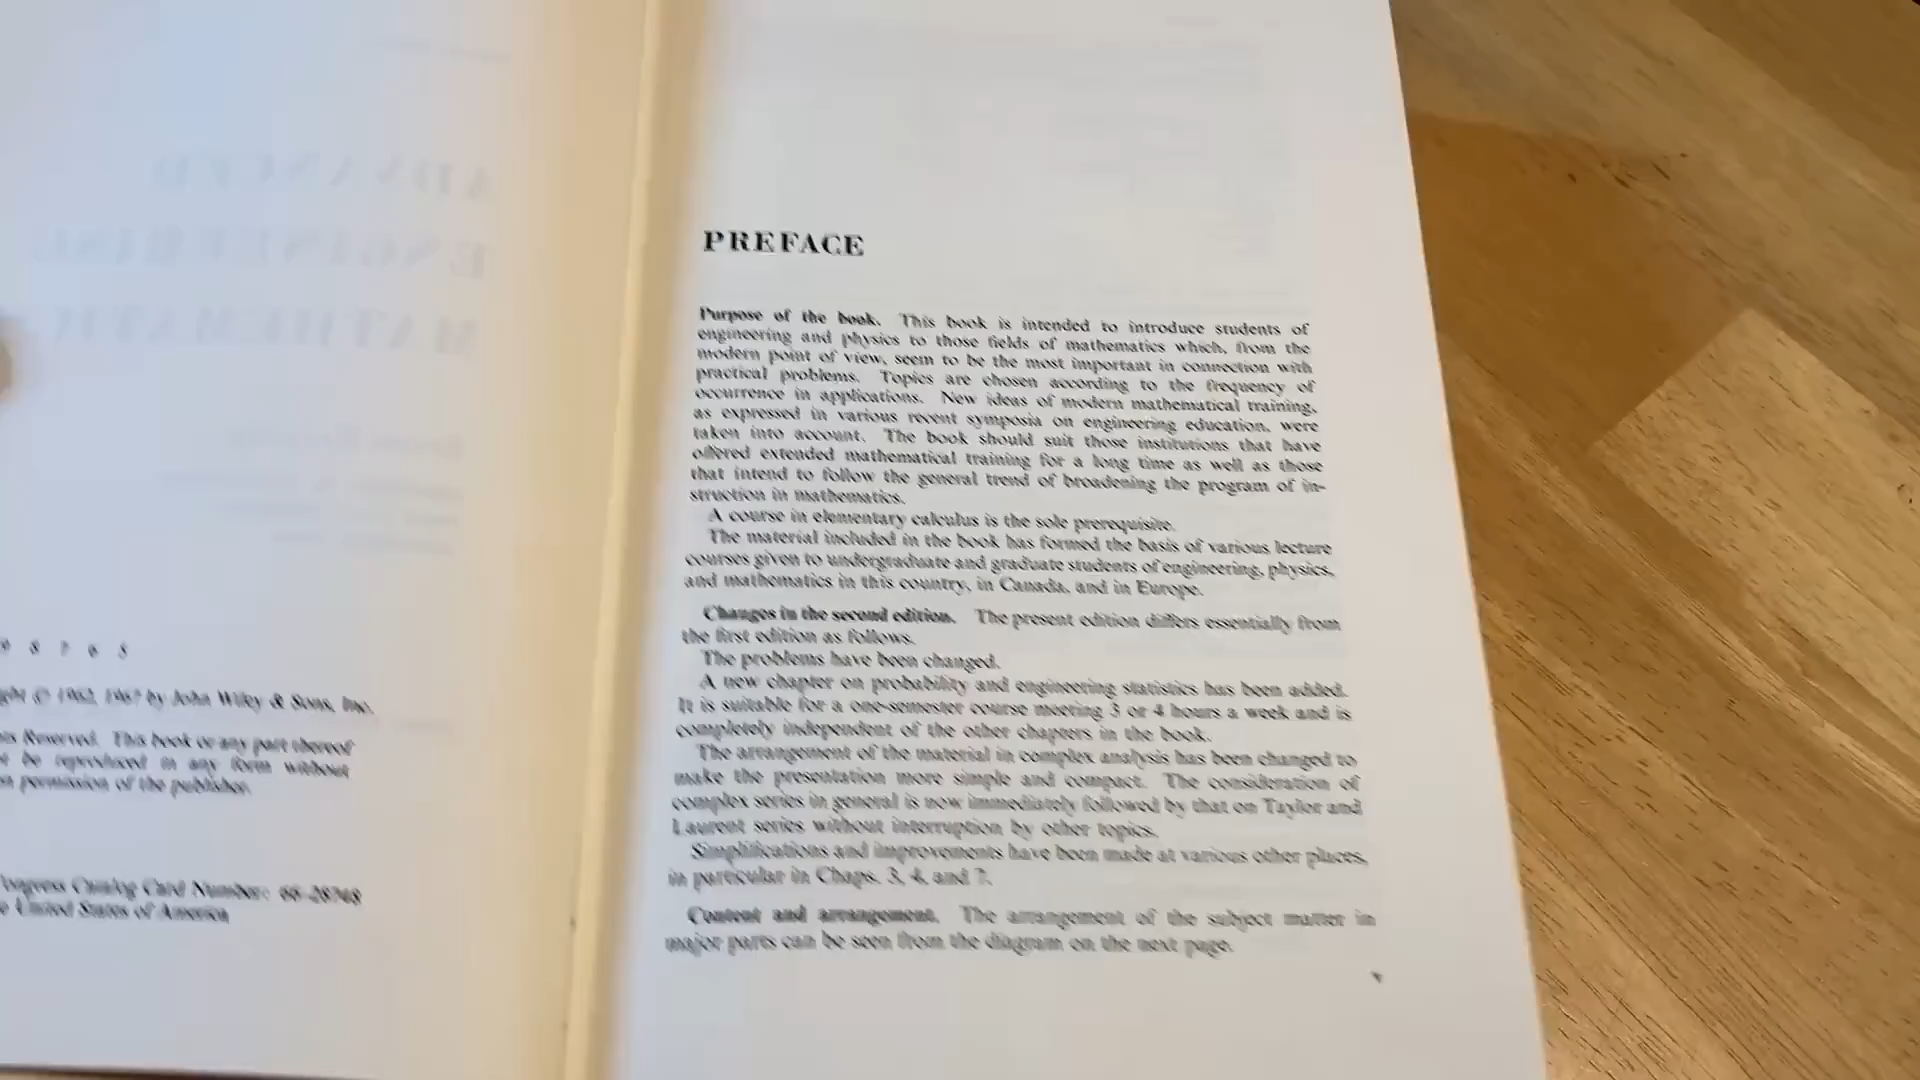 9 8 7 6 5
ght © 1962, 1967 by John Wiley & Sons, Inc.
ts Reserved. This book or any part thereof
t be reproduced in any form without
n permission of the publisher.
Congress Catalog Card Number: 66-28748
e United States of America
PREFACE
Purpose of the book. This book is intended to introduce students of
engineering and physics to those fields of mathematics which, from the
modern point of view, seem to be the most important in connection with
practical problems. Topics are chosen according to the frequency of
occurrence in applications. New ideas of modern mathematical training,
as expressed in various recent symposia on engineering education, were
taken into account. The book should suit those institutions that have
offered extended mathematical training for a long time as well as those
that intend to follow the general trend of broadening the program of in-
struction in mathematics.
A course in elementary calculus is the sole prerequisite.
The material included in the book has formed the basis of various lecture
courses given to undergraduate and graduate students of engineering, physics,
and mathematics in this country, in Canada, and in Europe.
Changes in the second edition. The present edition differs essentially from
the first edition as follows.
The problems have been changed.
A new chapter on probability and engineering statistics has been added.
It is suitable for a one-semester course meeting 3 or 4 hours a week and is
completely independent of the other chapters in the book.
The arrangement of the material in complex analysis has been changed to
make the presentation more simple and compact. The consideration of
complex series in general is now immediately followed by that on Taylor and
Laurent series without interruption by other topics.
Simplifications and improvements have been made at various other places,
in particular in Chaps. 3, 4, and 7.
Content and arrangement. The arrangement of the subject matter in
major parts can be seen from the diagram on the next page.
v